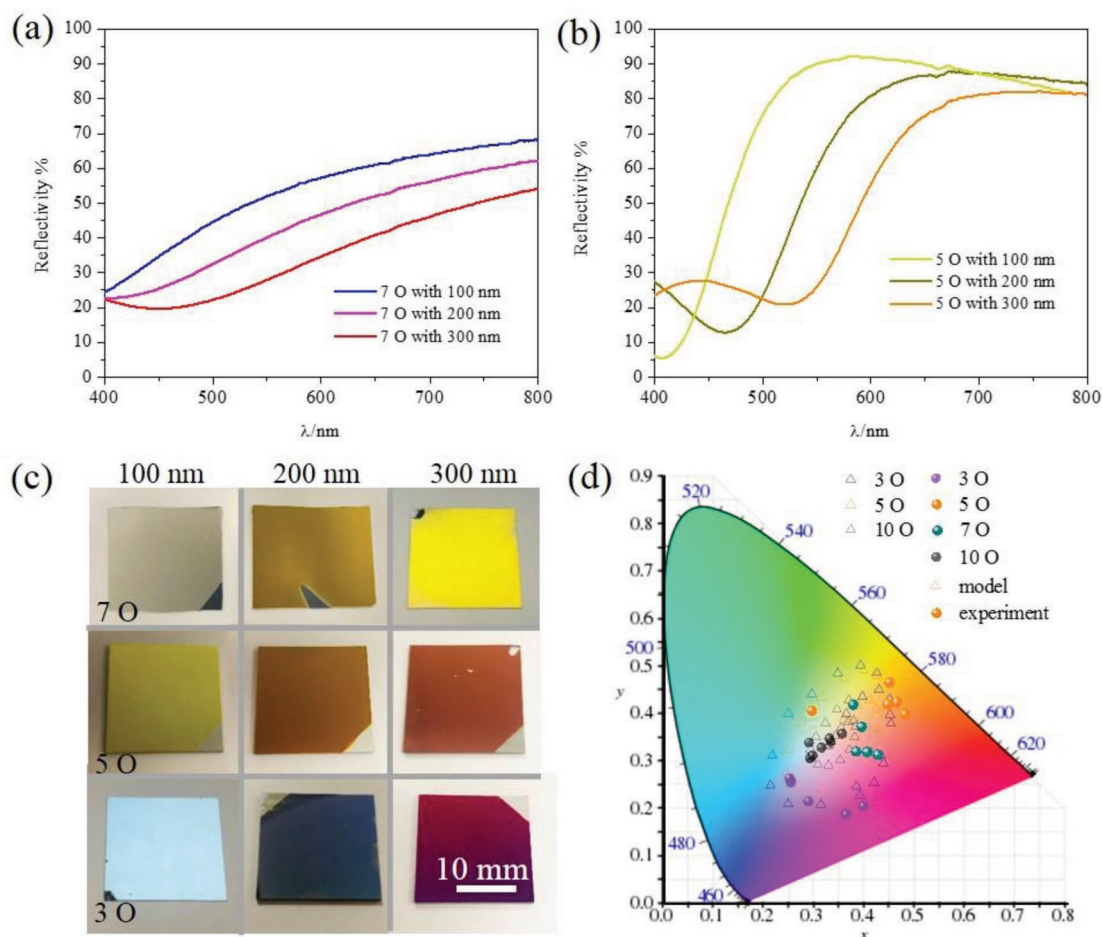 (a)
100
90
80
70
60
50
40
30
20
10
0
Reflectivity %
400 500 600 700 800
λ/nm
7 O with 100 nm
7 O with 200 nm
7 O with 300 nm
(b)
100
90
80
70
60
50
40
30
20
10
0
Reflectivity %
400 500 600 700 800
λ/nm
5 O with 100 nm
5 O with 200 nm
5 O with 300 nm
(c)
100 nm 200 nm 300 nm
7 O
5 O
3 O
10 mm
(d)
0.9
0.8
0.7
0.6
0.5
0.4
0.3
0.2
0.1
0.0
y
0.0 0.1 0.2 0.3 0.4 0.5 0.6 0.7 0.8
x
520
540
560
580
600
620
500
480
460
3 O 3 O
5 O 5 O
10 O 7 O
10 O
model
experiment